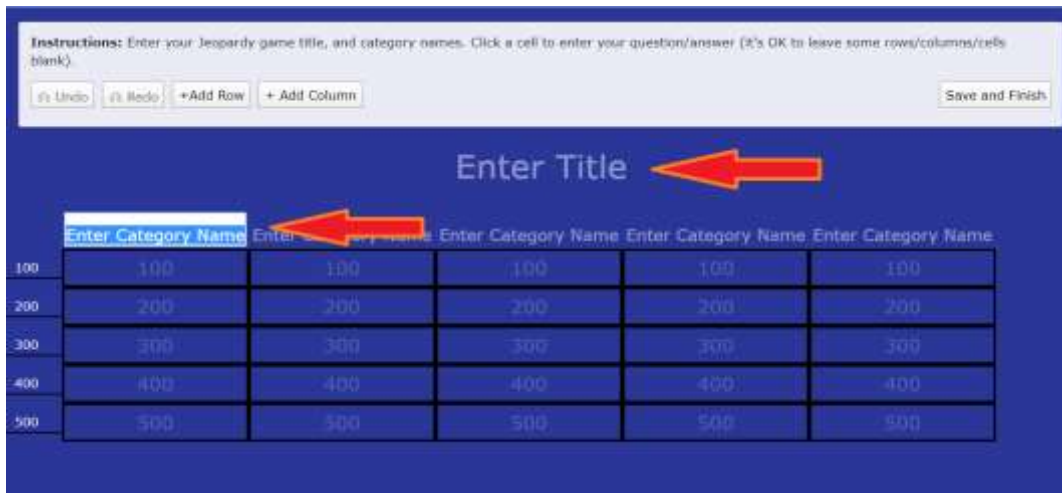 Instructions: Enter your Jeopardy game title, and category names. Click a cell to enter your question/answer (it's OK to leave some rows/columns/cells
blank).
Undo Redo +Add Row + Add Column Save and Finish
Enter Title
Enter Category Name Enter Category Name Enter Category Name Enter Category Name Enter Category Name
100 100 100 100 100 100
200 200 200 200 200 200
300 300 300 300 300 300
400 400 400 400 400 400
500 500 500 500 500 500